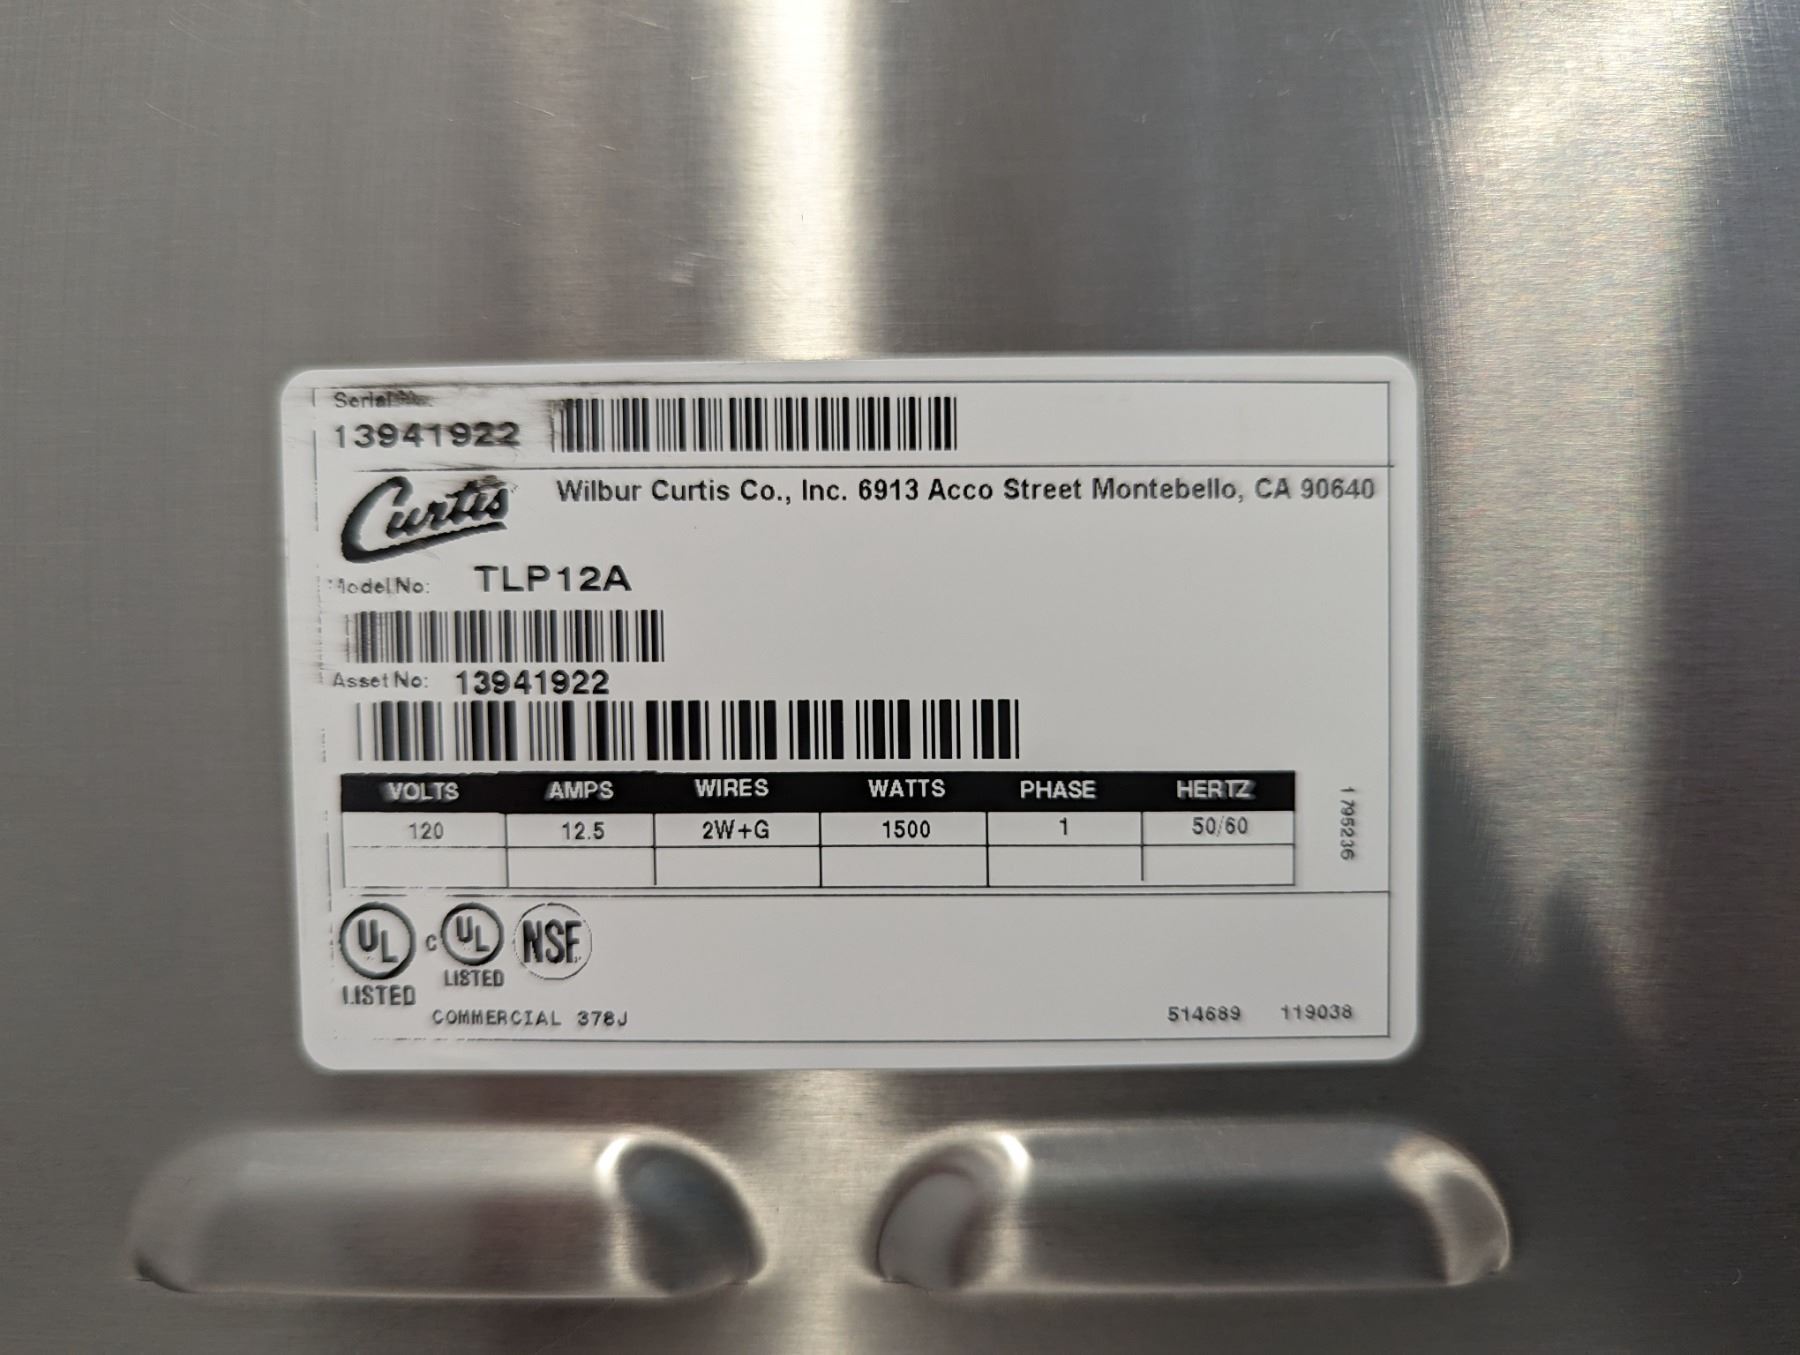 Serial No.
13941922
Curtis
Wilbur Curtis Co., Inc. 6913 Acco Street Montebello, CA 90640
Model No: TLP12A
Asset No: 13941922
VOLTS AMPS WIRES WATTS PHASE HERTZ
120 12.5 2W+G 1500 1 50/60
1795236
UL LISTED
C UL LISTED
NSF
COMMERCIAL 378J
514689 119038